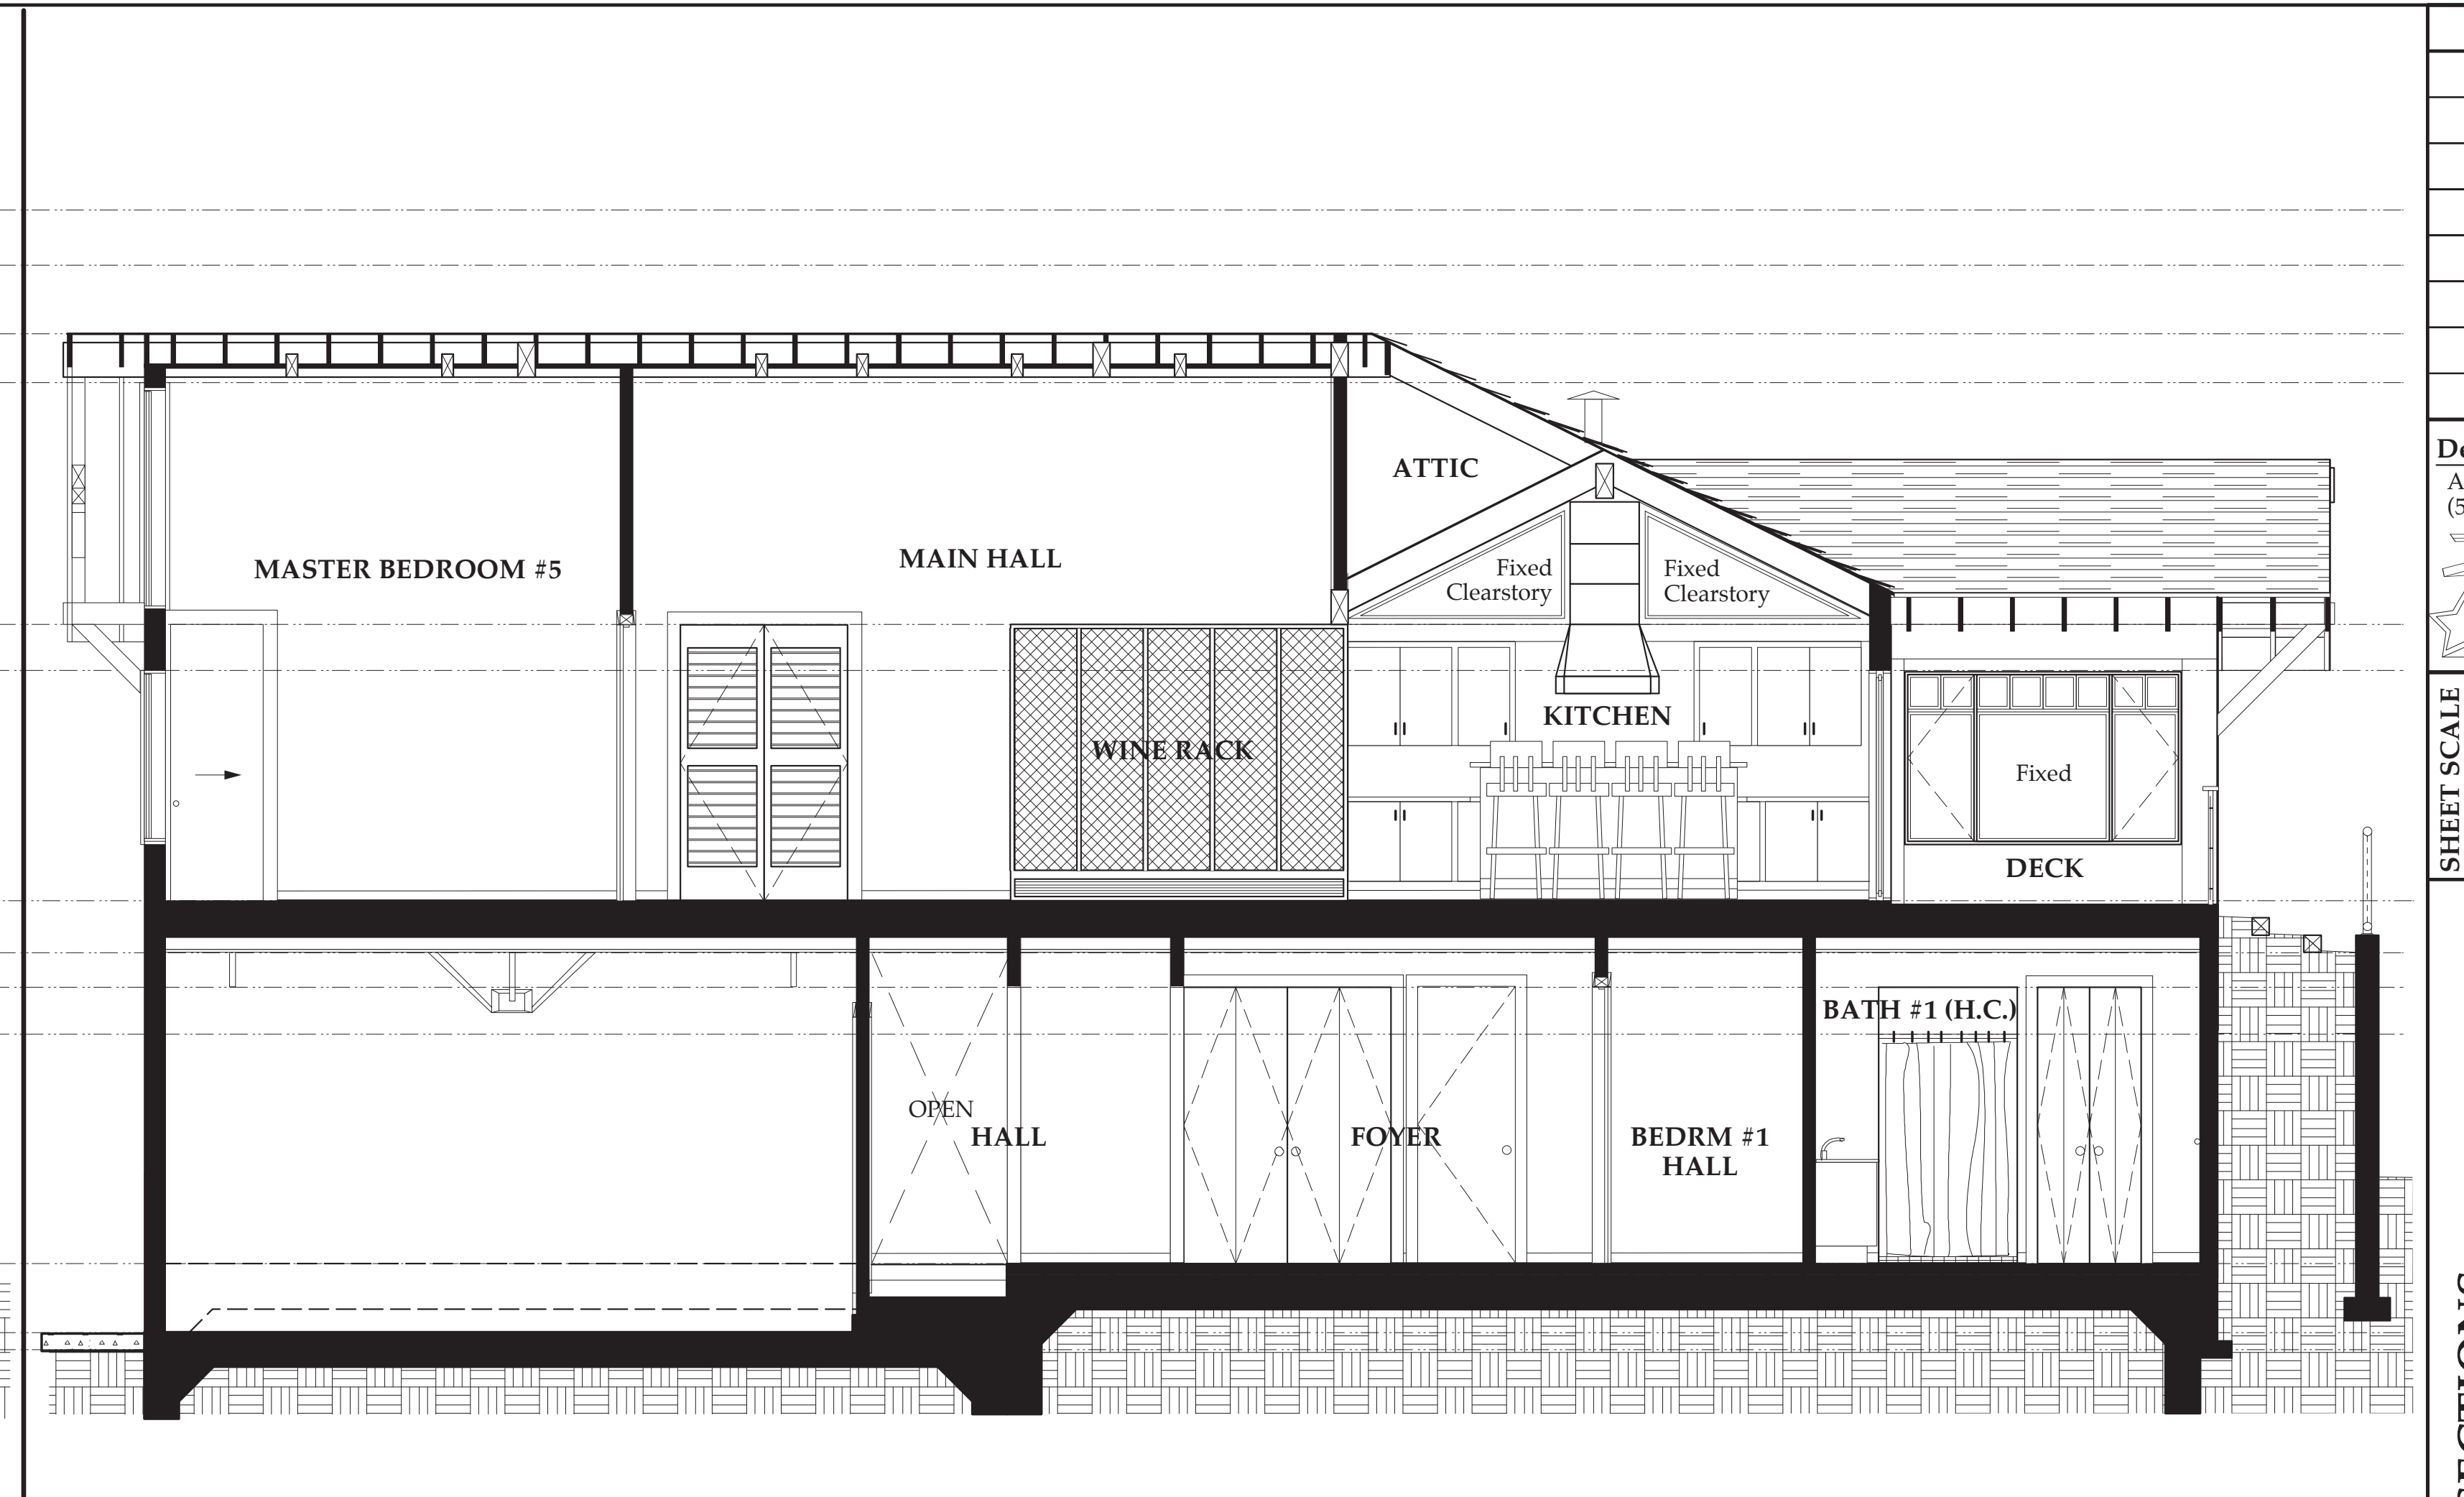 ATTIC
MASTER BEDROOM #5
MAIN HALL
Fixed
Clearstory
Fixed
Clearstory
WINE RACK
KITCHEN
Fixed
DECK
BATH #1 (H.C.)
OPEN
HALL
FOYER
BEDRM #1
HALL
SHEET SCALE